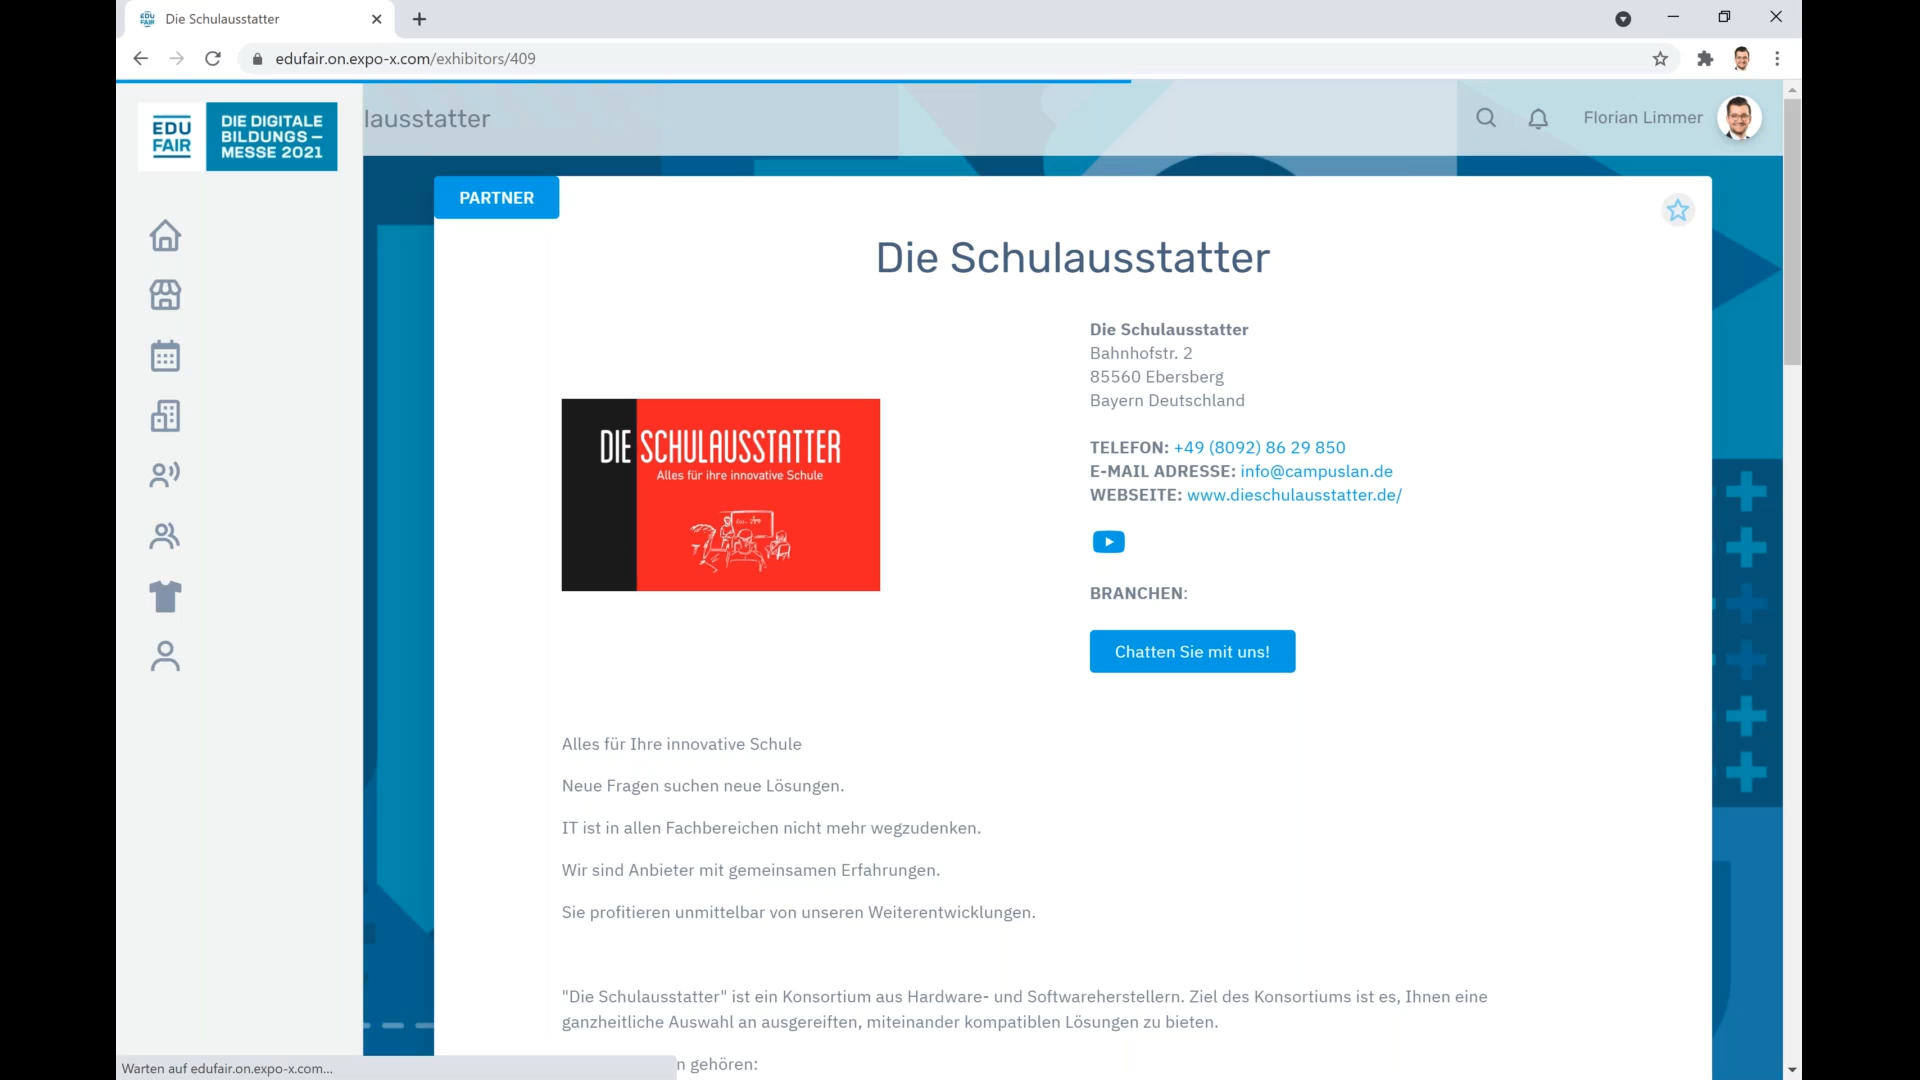 Die Schulausstatter
edufair.on.expo-x.com/exhibitors/409
EDU
FAIR
DIE DIGITALE
BILDUNGS –
MESSE 2021
lausstatter
Florian Limmer
PARTNER
Die Schulausstatter
Die Schulausstatter
Bahnhofstr. 2
85560 Ebersberg
Bayern Deutschland
TELEFON: +49 (8092) 86 29 850
E-MAIL ADRESSE: info@campuslan.de
WEBSEITE: www.dieschulausstatter.de/
DIE SCHULAUSSTATTER
Alles für ihre innovative Schule
BRANCHEN:
Chatten Sie mit uns!
Alles für Ihre innovative Schule
Neue Fragen suchen neue Lösungen.
IT ist in allen Fachbereichen nicht mehr wegzudenken.
Wir sind Anbieter mit gemeinsamen Erfahrungen.
Sie profitieren unmittelbar von unseren Weiterentwicklungen.
"Die Schulausstatter" ist ein Konsortium aus Hardware- und Softwareherstellern. Ziel des Konsortiums ist es, Ihnen eine
ganzheitliche Auswahl an ausgereiften, miteinander kompatiblen Lösungen zu bieten.
n gehören:
Warten auf edufair.on.expo-x.com...